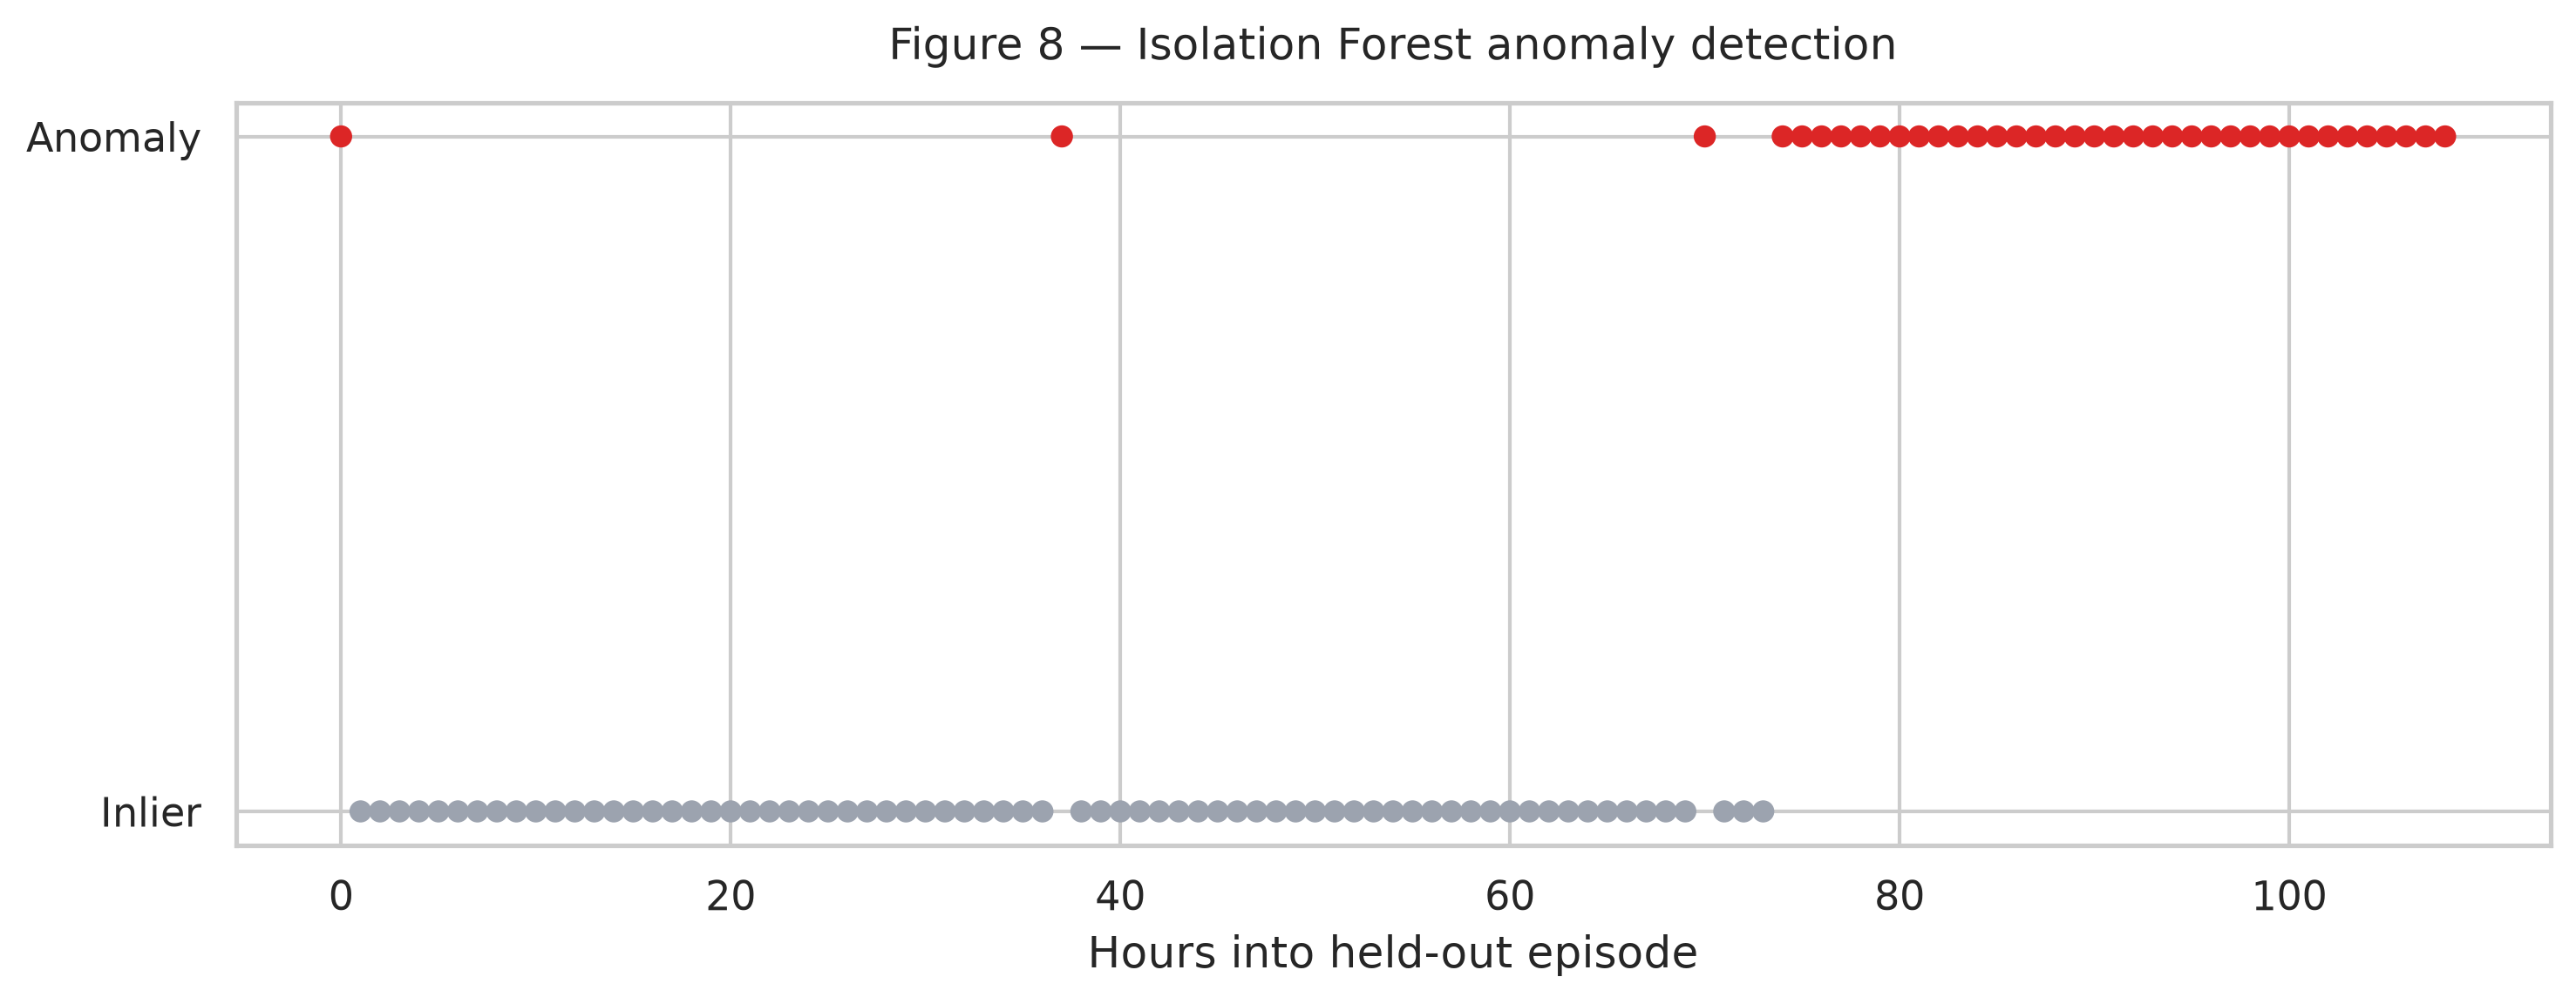 Figure 8 — Isolation Forest anomaly detection
Anomaly
Inlier
0 20 40 60 80 100
Hours into held-out episode